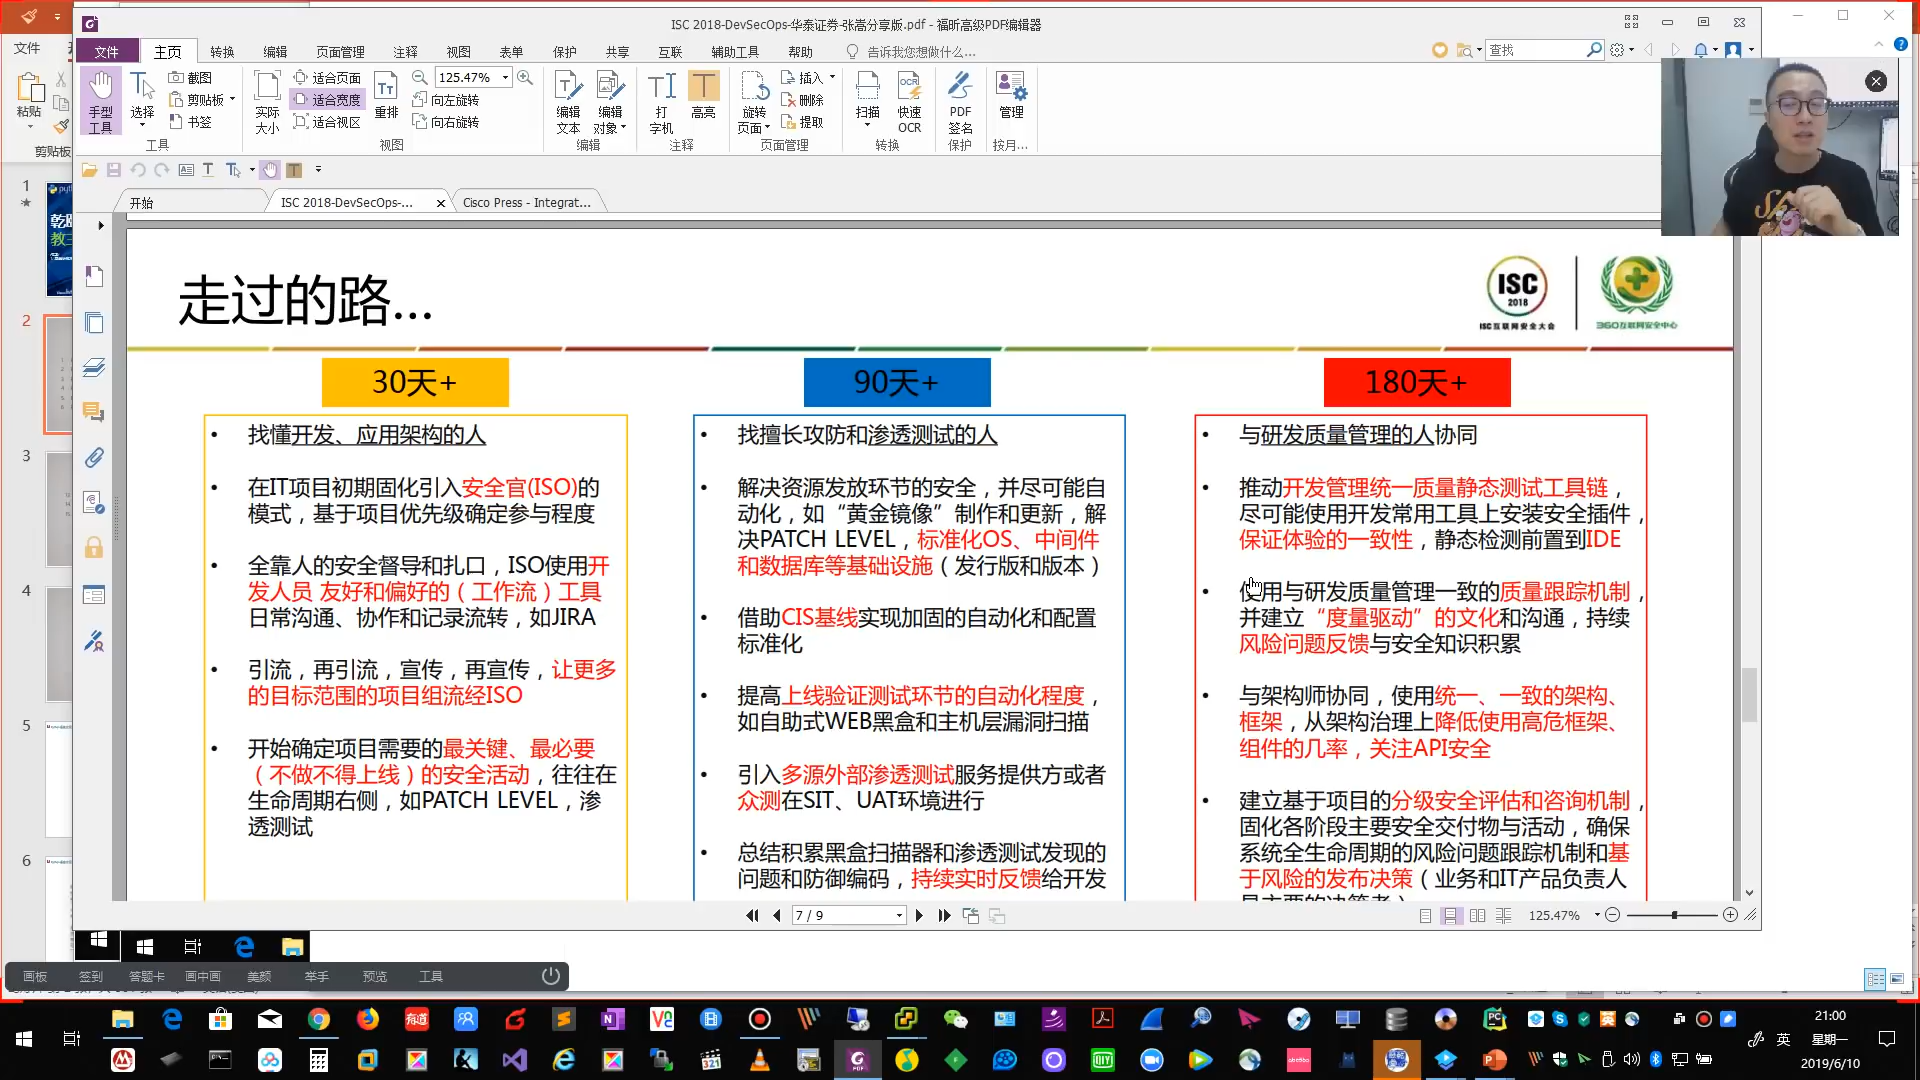 ISC 2018-DevSecOps-华泰证券-张嵩分享版.pdf - 福昕高级PDF编辑器
文件 主页 转换 编辑 页面管理 注释 视图 表单 保护 共享 互联 辅助工具 帮助 告诉我您想做什么... 查找
文件
粘贴
剪贴板
手型
工具
选择
截图
剪贴板
书签
工具
实际
大小
适合页面
适合宽度
适合视区
重排
125.47%
向左旋转
向右旋转
视图
编辑
文本
编辑
对象
编辑
打
字机
高亮
注释
旋转
页面
插入
删除
提取
页面管理
扫描
快速
OCR
转换
PDF
签名
保护
管理
按月...
开始
ISC 2018-DevSecOps-...
Cisco Press - Integrat...
1
2
3
4
5
6
走过的路...
ISC
2018
ISC互联网安全大会
360互联网安全中心
30天+
• 找懂开发、应用架构的人
• 在IT项目初期固化引入安全官(ISO)的
模式，基于项目优先级确定参与程度
• 全靠人的安全督导和扎口，ISO使用开
发人员 友好和偏好的（工作流）工具
日常沟通、协作和记录流转，如JIRA
• 引流，再引流，宣传，再宣传，让更多
的目标范围的项目组流经ISO
• 开始确定项目需要的最关键、最必要
（不做不得上线）的安全活动，往往在
生命周期右侧，如PATCH LEVEL，渗
透测试
90天+
• 找擅长攻防和渗透测试的人
• 解决资源发放环节的安全，并尽可能自
动化，如“黄金镜像”制作和更新，解
决PATCH LEVEL，标准化OS、中间件
和数据库等基础设施（发行版和版本）
• 借助CIS基线实现加固的自动化和配置
标准化
• 提高上线验证测试环节的自动化程度，
如自助式WEB黑盒和主机层漏洞扫描
• 引入多源外部渗透测试服务提供方或者
众测在SIT、UAT环境进行
• 总结积累黑盒扫描器和渗透测试发现的
问题和防御编码，持续实时反馈给开发
180天+
• 与研发质量管理的人协同
• 推动开发管理统一质量静态测试工具链，
尽可能使用开发常用工具上安装安全插件，
保证体验的一致性，静态检测前置到IDE
• 使用与研发质量管理一致的质量跟踪机制，
并建立“度量驱动”的文化和沟通，持续
风险问题反馈与安全知识积累
• 与架构师协同，使用统一、一致的架构、
框架，从架构治理上降低使用高危框架、
组件的几率，关注API安全
• 建立基于项目的分级安全评估和咨询机制，
固化各阶段主要安全交付物与活动，确保
系统全生命周期的风险问题跟踪机制和基
于风险的发布决策（业务和IT产品负责人
7 / 9
125.47%
画板 签到 答题卡 画中画 美颜 举手 预览 工具
英
21:00
星期一
2019/6/10